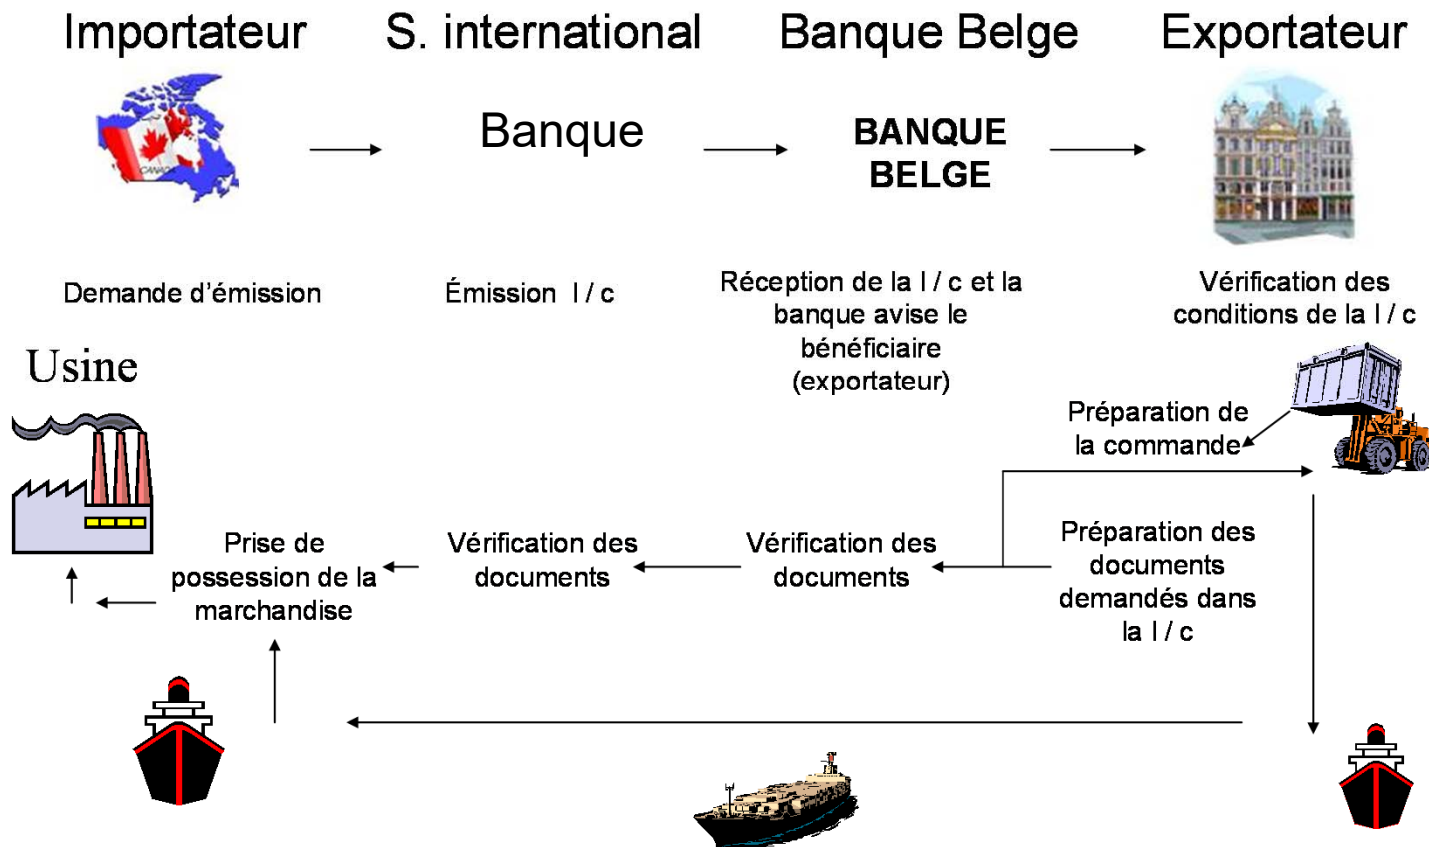 Importateur
S. international
Banque Belge
Exportateur
CANADA
Banque
BANQUE
BELGE
Demande d'émission
Émission l / c
Réception de la l / c et la
banque avise le
bénéficiaire
(exportateur)
Vérification des
conditions de la l / c
Usine
Préparation de
la commande
Prise de
possession de la
marchandise
Vérification des
documents
Vérification des
documents
Préparation des
documents
demandés dans
la l / c